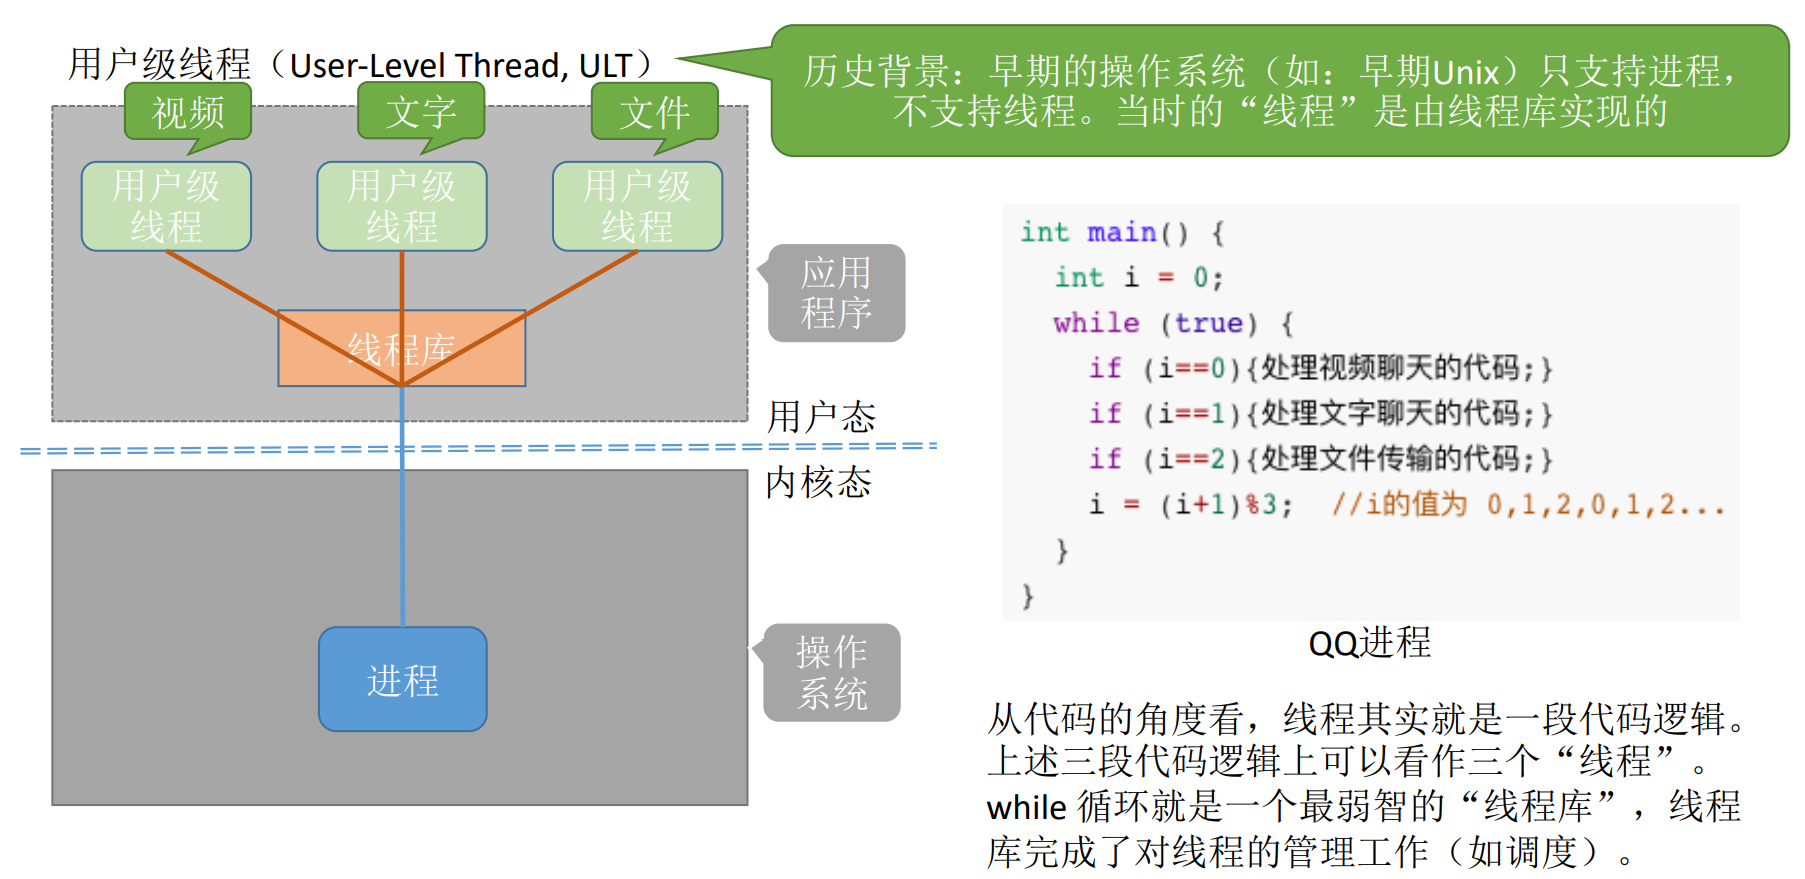 用户级线程（User-Level Thread, ULT）
历史背景：早期的操作系统（如：早期Unix）只支持进程，
不支持线程。当时的“线程”是由线程库实现的
视频
文字
文件
用户级
线程
用户级
线程
用户级
线程
线程库
应用
程序
用户态
内核态
进程
操作
系统
int main() {
int i = 0;
while (true) {
if (i==0){处理视频聊天的代码;}
if (i==1){处理文字聊天的代码;}
if (i==2){处理文件传输的代码;}
i = (i+1)%3; //i的值为 0,1,2,0,1,2...
}
}
QQ进程
从代码的角度看，线程其实就是一段代码逻辑。
上述三段代码逻辑上可以看作三个“线程”。
while 循环就是一个最弱智的“线程库”，线程
库完成了对线程的管理工作（如调度）。